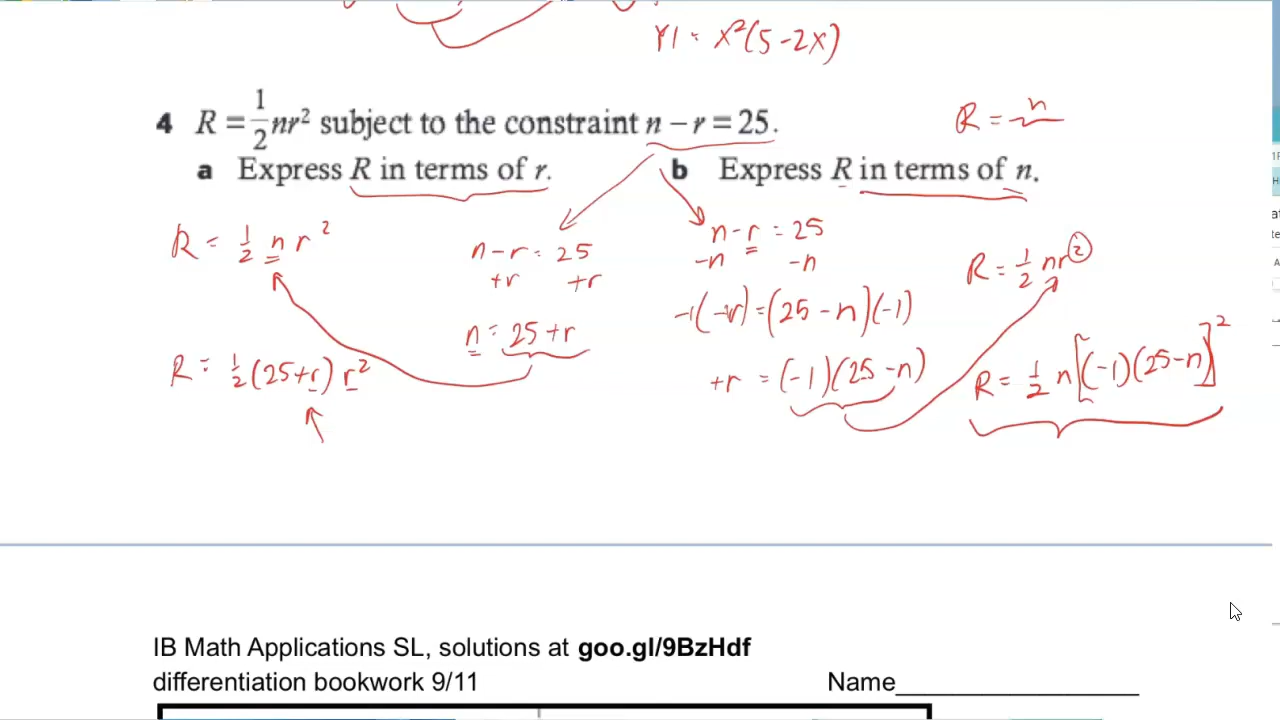 Y1 = x²(5-2x)
4 R = 1/2 nr² subject to the constraint n − r = 25.
R = n
a Express R in terms of r.
b Express R in terms of n.
R = 1/2 n r²
n-r = 25
+r +r
n = 25+r
R = 1/2 (25+r) r²
n-r = 25
-n -n
-1(-r) = (25-n)(-1)
+r = (-1)(25-n)
R = 1/2 nr²
R = 1/2 n[(-1)(25-n)]²
IB Math Applications SL, solutions at goo.gl/9BzHdf
differentiation bookwork 9/11
Name